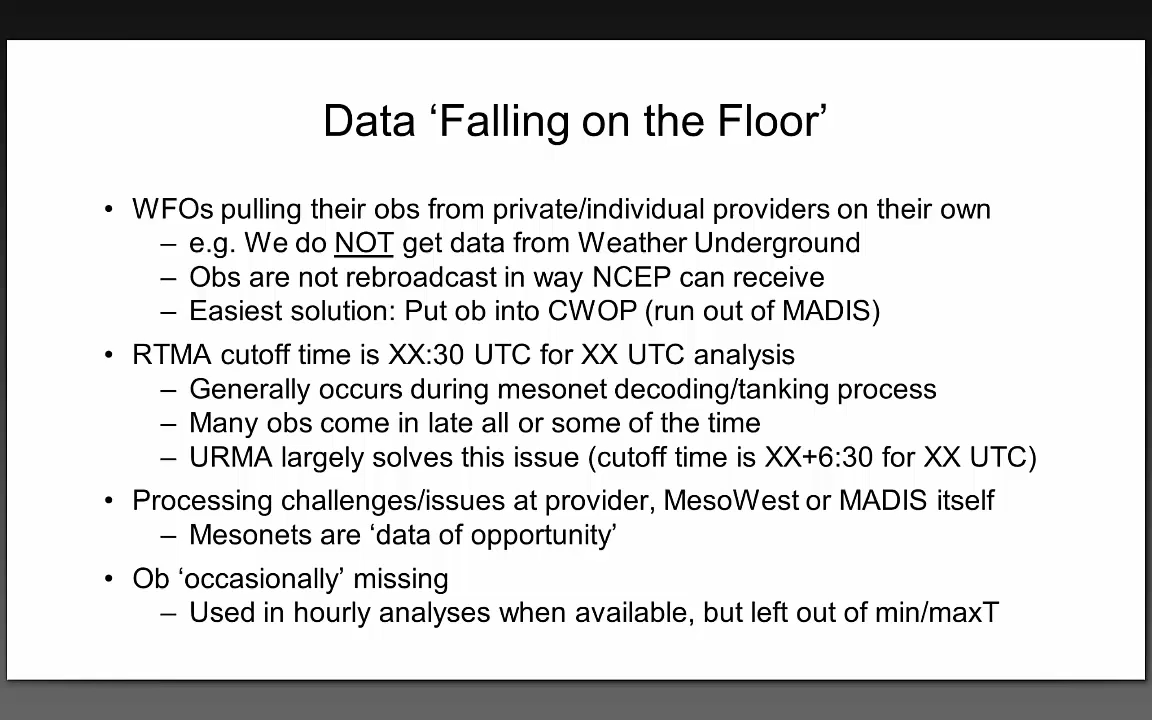 Data ‘Falling on the Floor’
• WFOs pulling their obs from private/individual providers on their own
– e.g. We do NOT get data from Weather Underground
– Obs are not rebroadcast in way NCEP can receive
– Easiest solution: Put ob into CWOP (run out of MADIS)
• RTMA cutoff time is XX:30 UTC for XX UTC analysis
– Generally occurs during mesonet decoding/tanking process
– Many obs come in late all or some of the time
– URMA largely solves this issue (cutoff time is XX+6:30 for XX UTC)
• Processing challenges/issues at provider, MesoWest or MADIS itself
– Mesonets are ‘data of opportunity’
• Ob ‘occasionally’ missing
– Used in hourly analyses when available, but left out of min/maxT